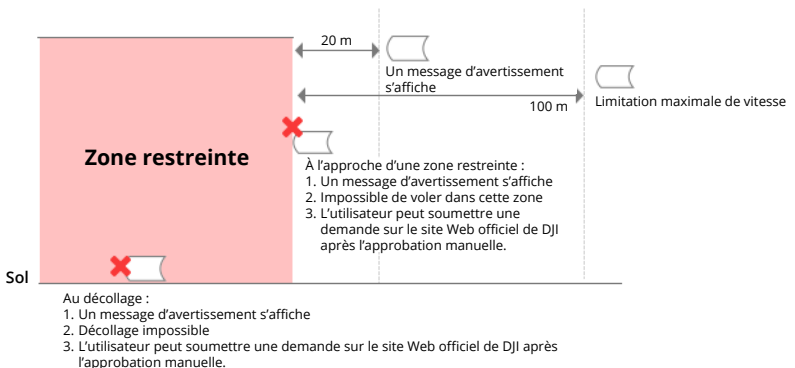 20 m
Un message d’avertissement
s’affiche
100 m
Limitation maximale de vitesse
Zone restreinte
À l’approche d’une zone restreinte :
1. Un message d’avertissement s’affiche
2. Impossible de voler dans cette zone
3. L’utilisateur peut soumettre une
demande sur le site Web officiel de DJI
après l’approbation manuelle.
Sol
Au décollage :
1. Un message d’avertissement s’affiche
2. Décollage impossible
3. L’utilisateur peut soumettre une demande sur le site Web officiel de DJI après
l’approbation manuelle.